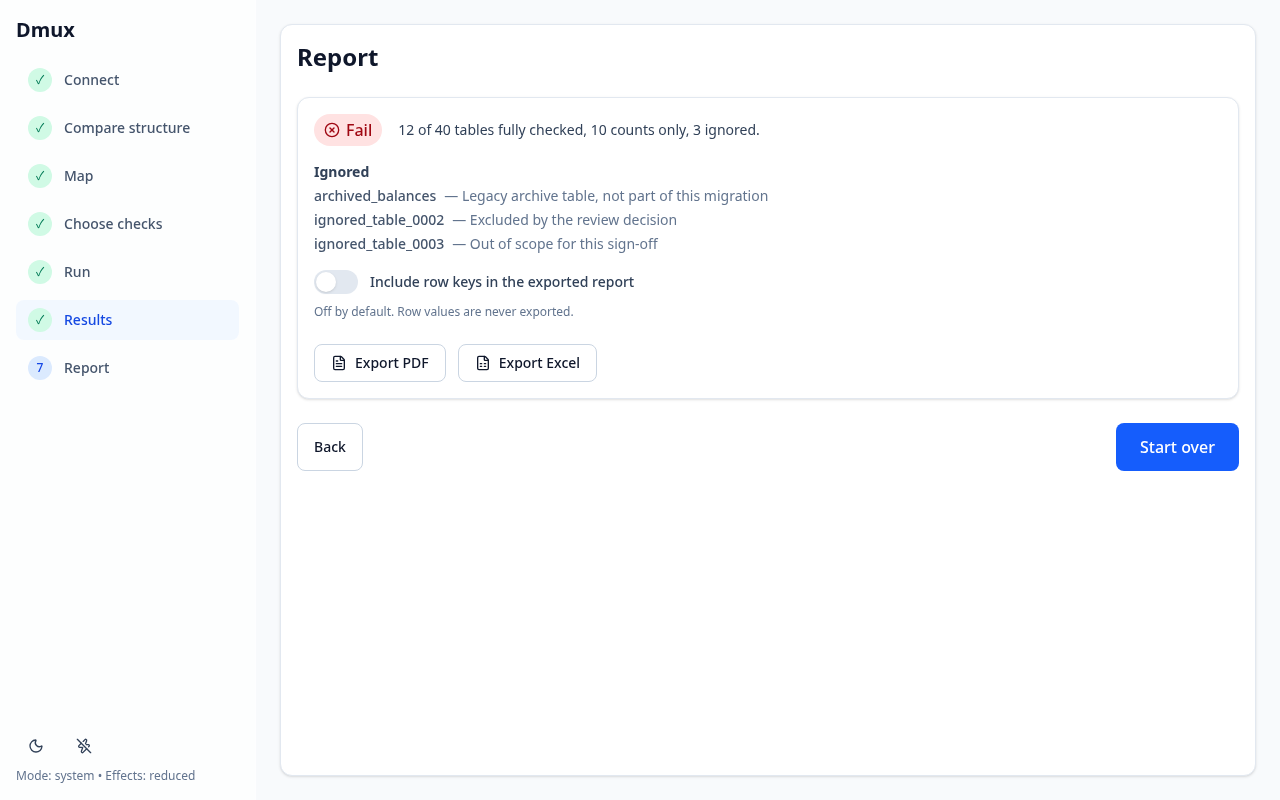 Dmux
✓ Connect
✓ Compare structure
✓ Map
✓ Choose checks
✓ Run
✓ Results
7 Report
Mode: system • Effects: reduced
Report
Fail 12 of 40 tables fully checked, 10 counts only, 3 ignored.
Ignored
archived_balances — Legacy archive table, not part of this migration
ignored_table_0002 — Excluded by the review decision
ignored_table_0003 — Out of scope for this sign-off
Include row keys in the exported report
Off by default. Row values are never exported.
Export PDF Export Excel
Back Start over